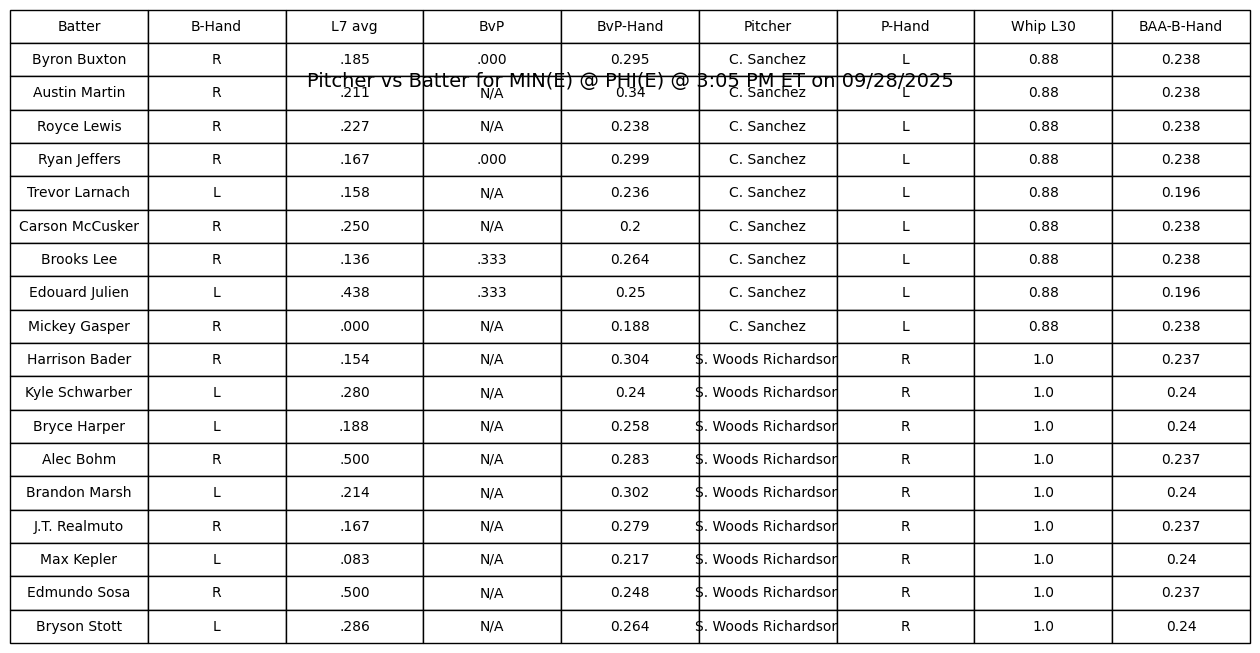 Batter B-Hand L7 avg BvP BvP-Hand Pitcher P-Hand Whip L30 BAA-B-Hand
Byron Buxton R .185 .000 0.295 C. Sanchez L 0.88 0.238
Pitcher vs Batter for MIN(E) @ PHI(E) @ 3:05 PM ET on 09/28/2025
Austin Martin R .211 N/A 0.34 C. Sanchez L 0.88 0.238
Royce Lewis R .227 N/A 0.238 C. Sanchez L 0.88 0.238
Ryan Jeffers R .167 .000 0.299 C. Sanchez L 0.88 0.238
Trevor Larnach L .158 N/A 0.236 C. Sanchez L 0.88 0.196
Carson McCusker R .250 N/A 0.2 C. Sanchez L 0.88 0.238
Brooks Lee R .136 .333 0.264 C. Sanchez L 0.88 0.238
Edouard Julien L .438 .333 0.25 C. Sanchez L 0.88 0.196
Mickey Gasper R .000 N/A 0.188 C. Sanchez L 0.88 0.238
Harrison Bader R .154 N/A 0.304 S. Woods Richardson R 1.0 0.237
Kyle Schwarber L .280 N/A 0.24 S. Woods Richardson R 1.0 0.24
Bryce Harper L .188 N/A 0.258 S. Woods Richardson R 1.0 0.24
Alec Bohm R .500 N/A 0.283 S. Woods Richardson R 1.0 0.237
Brandon Marsh L .214 N/A 0.302 S. Woods Richardson R 1.0 0.24
J.T. Realmuto R .167 N/A 0.279 S. Woods Richardson R 1.0 0.237
Max Kepler L .083 N/A 0.217 S. Woods Richardson R 1.0 0.24
Edmundo Sosa R .500 N/A 0.248 S. Woods Richardson R 1.0 0.237
Bryson Stott L .286 N/A 0.264 S. Woods Richardson R 1.0 0.24